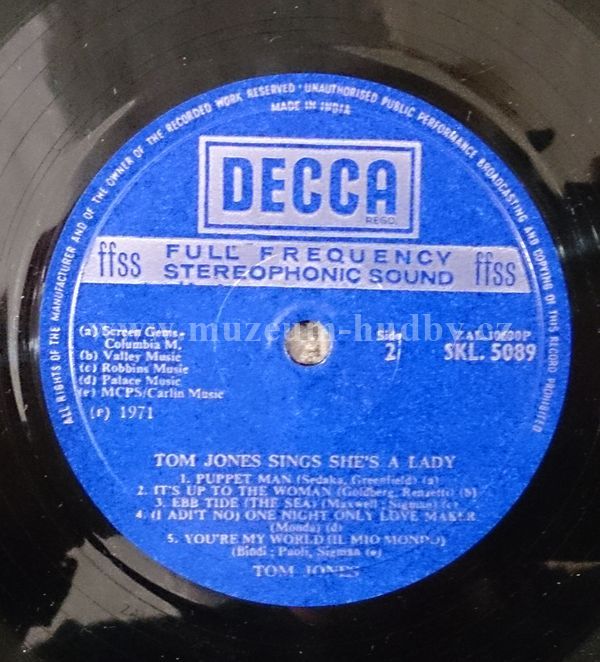 ALL RIGHTS OF THE MANUFACTURER AND OF THE OWNER OF THE RECORDED WORK RESERVED · UNAUTHORISED PUBLIC PERFORMANCE BROADCASTING AND COPYING OF THIS RECORD PROHIBITED
MADE IN INDIA
DECCA
REGD.
ffss FULL FREQUENCY STEREOPHONIC SOUND ffss
muzeum-hudby.cz
(a) Screen Gems-
Columbia M.
(b) Valley Music
(c) Robbins Music
(d) Palace Music
(e) MCPS/Carlin Music
(P) 1971
Side
2
SKL. 5089
TOM JONES SINGS SHE'S A LADY
1. PUPPET MAN (Sedaka, Greenfield) (a)
2. IT'S UP TO THE WOMAN (Goldberg, Renzetti) (b)
3. EBB TIDE (THE SEA) (Maxwell; Sigman) (c)
4. (I ADI'T NO) ONE NIGHT ONLY LOVE MAKER
(Monda) (d)
5. YOU'RE MY WORLD (IL MIO MONDO)
(Bindi; Paoli, Sigman (e)
TOM JONES